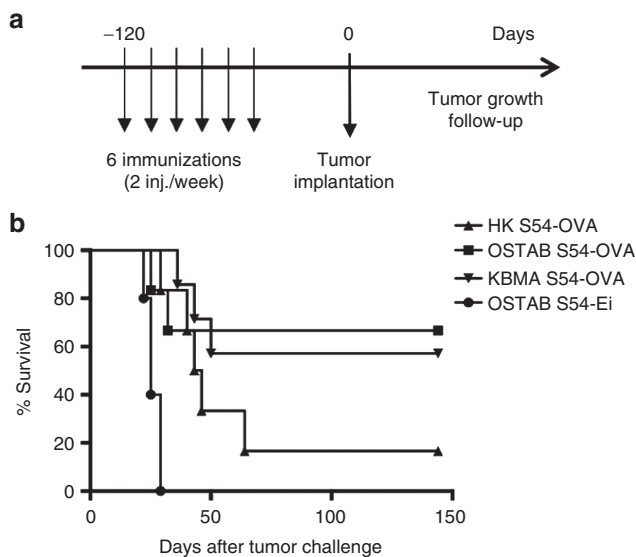 a
−120 0 Days
6 immunizations
(2 inj./week)
Tumor
implantation
Tumor growth
follow-up
b
HK S54-OVA
OSTAB S54-OVA
KBMA S54-OVA
OSTAB S54-Ei
% Survival
100
80
60
40
20
0
0 50 100 150
Days after tumor challenge